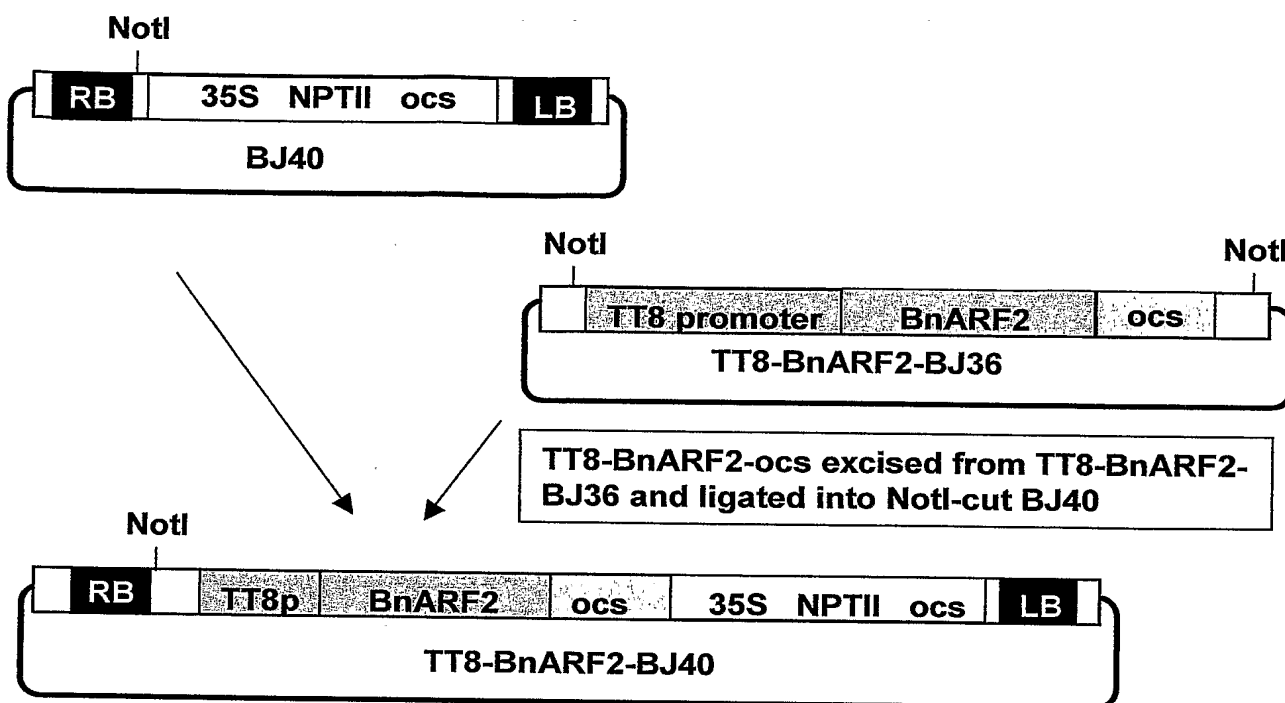 NotI
RB 35S NPTII ocs LB
BJ40
NotI NotI
TT8 promoter BnARF2 ocs
TT8-BnARF2-BJ36
TT8-BnARF2-ocs excised from TT8-BnARF2-
BJ36 and ligated into NotI-cut BJ40
NotI
RB TT8p BnARF2 ocs 35S NPTII ocs LB
TT8-BnARF2-BJ40